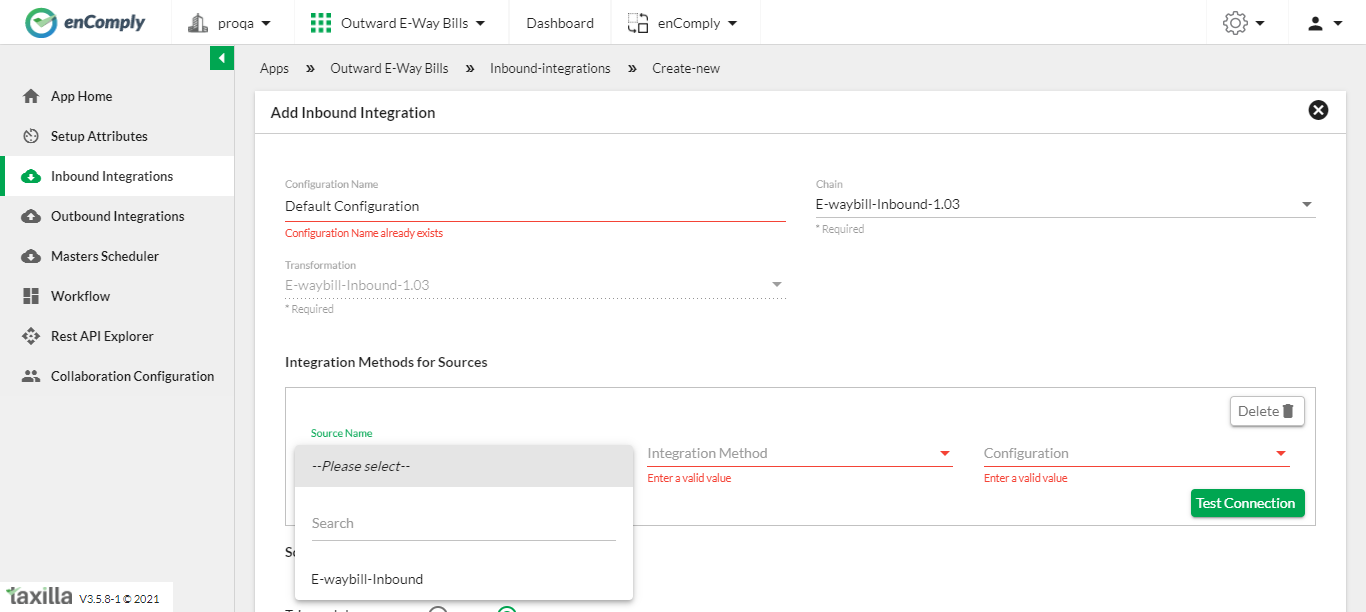 enComply
proqa
Outward E-Way Bills
Dashboard
enComply
Apps » Outward E-Way Bills » Inbound-integrations » Create-new
App Home
Setup Attributes
Inbound Integrations
Outbound Integrations
Masters Scheduler
Workflow
Rest API Explorer
Collaboration Configuration
taxilla V3.5.8-1 © 2021
Add Inbound Integration
Configuration Name
Default Configuration
Configuration Name already exists
Chain
E-waybill-Inbound-1.03
* Required
Transformation
E-waybill-Inbound-1.03
* Required
Integration Methods for Sources
Delete
Source Name
--Please select--
Search
E-waybill-Inbound
Integration Method
Enter a valid value
Configuration
Enter a valid value
Test Connection